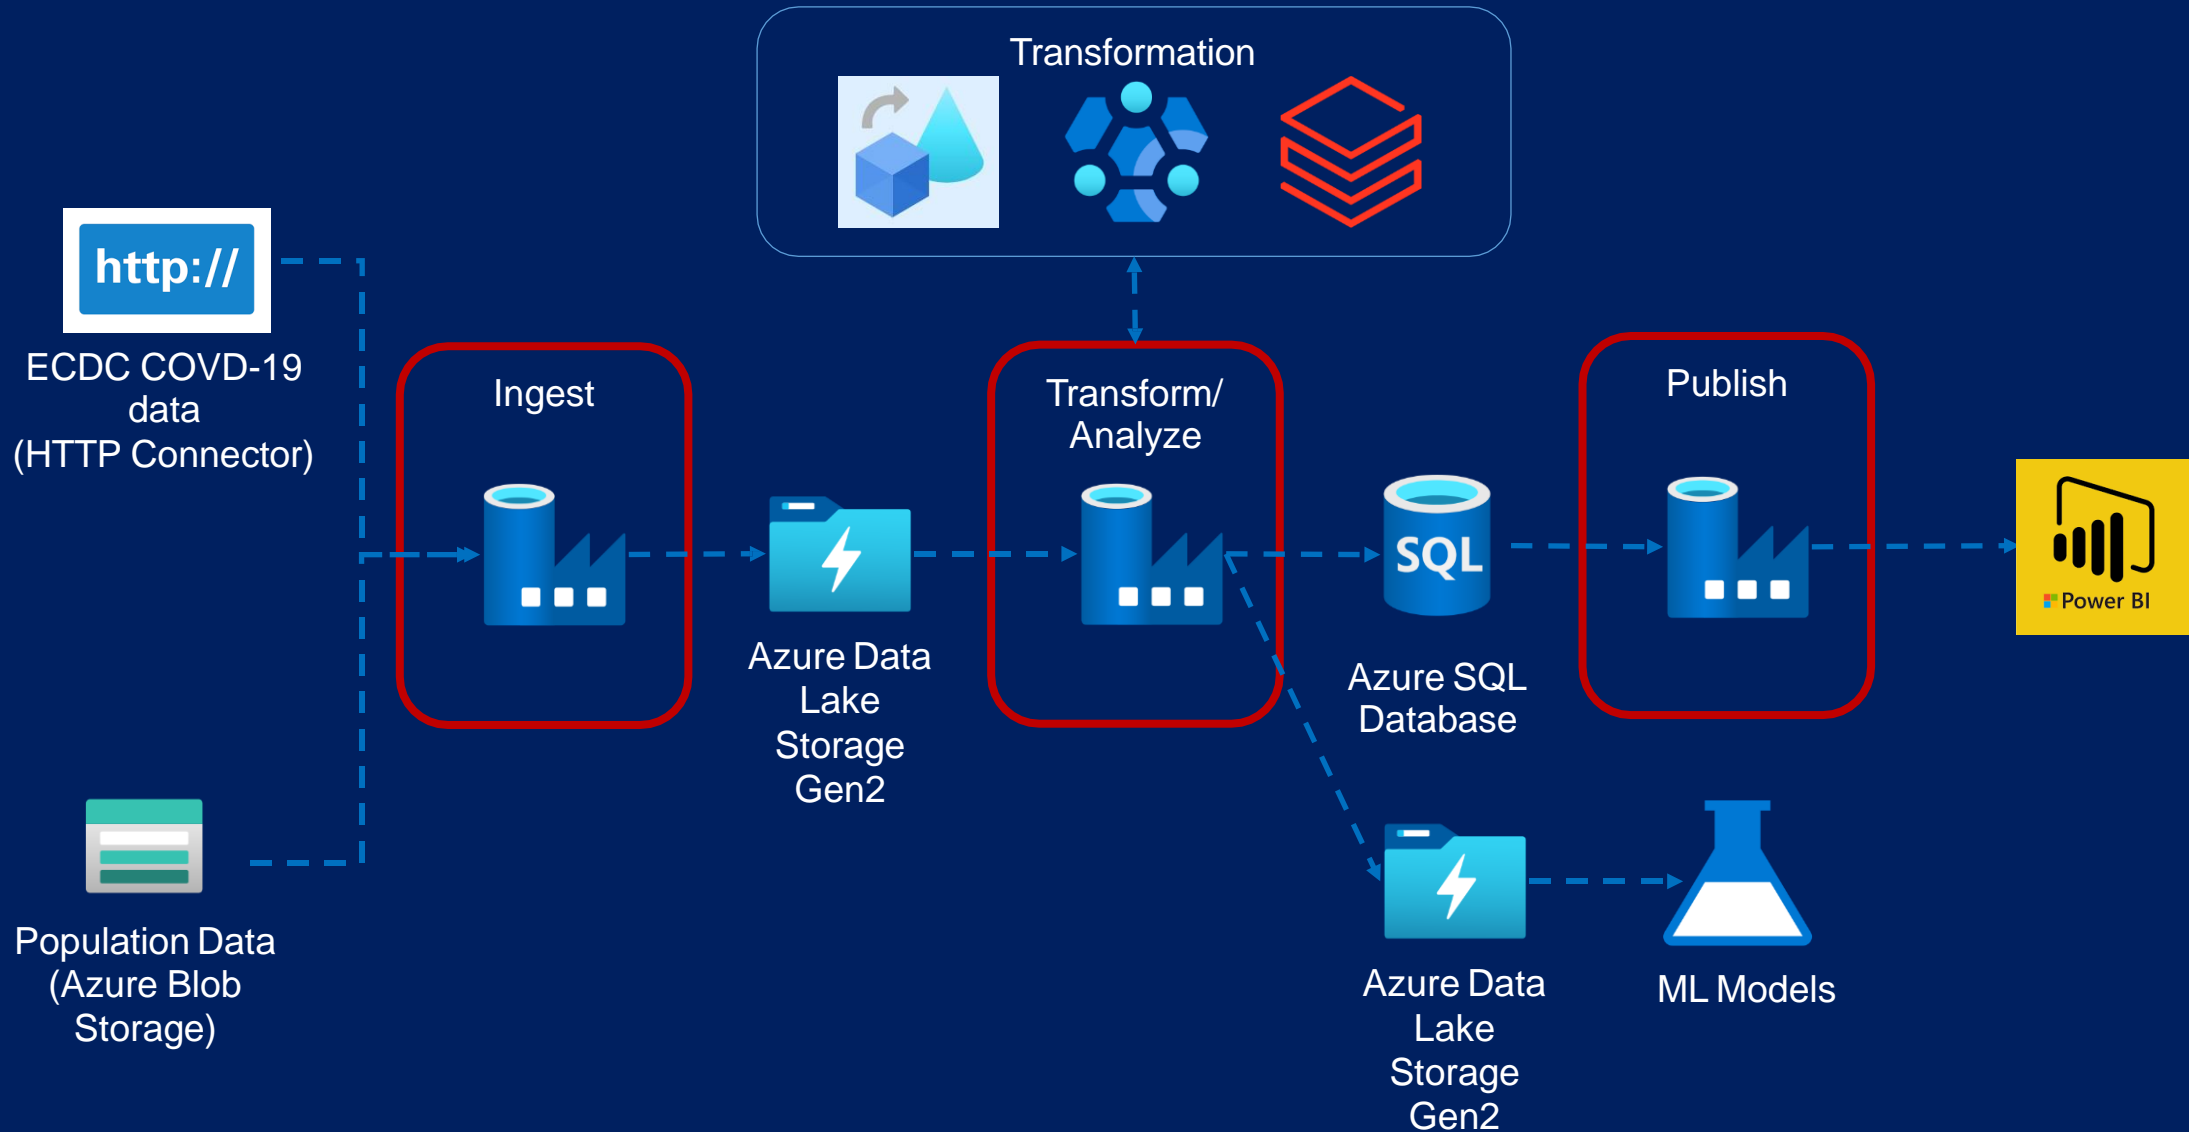 Transformation
http://
ECDC COVD-19
data
(HTTP Connector)
Ingest
Transform/
Analyze
Publish
SQL
Power BI
Azure Data
Lake
Storage
Gen2
Azure SQL
Database
Population Data
(Azure Blob
Storage)
Azure Data
Lake
Storage
Gen2
ML Models